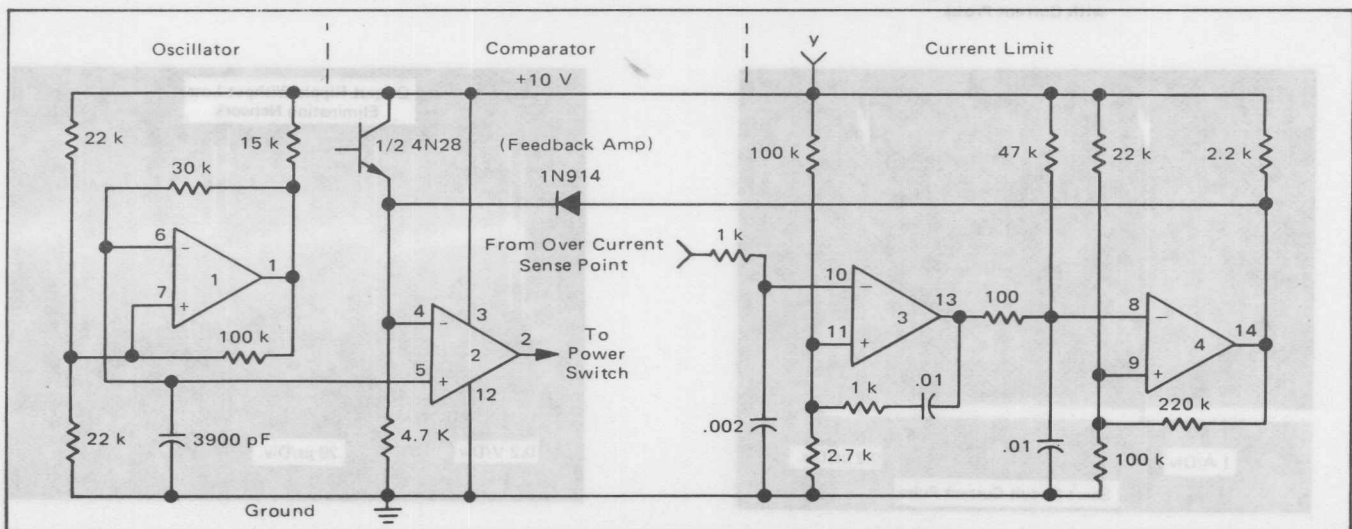 Oscillator
Comparator
Current Limit
+10 V
y
22 k
15 k
1/2 4N28
(Feedback Amp)
1N914
30 k
100 k
47 k
22 k
2.2 k
From Over Current
Sense Point
1 k
6
−
1
1
7
+
100 k
4
−
3
2
2
5
+
12
To
Power
Switch
10
−
13
3
11
+
100
8
−
14
4
9
+
1 k
.01
220 k
22 k
3900 pF
4.7 K
.002
2.7 k
.01
100 k
Ground